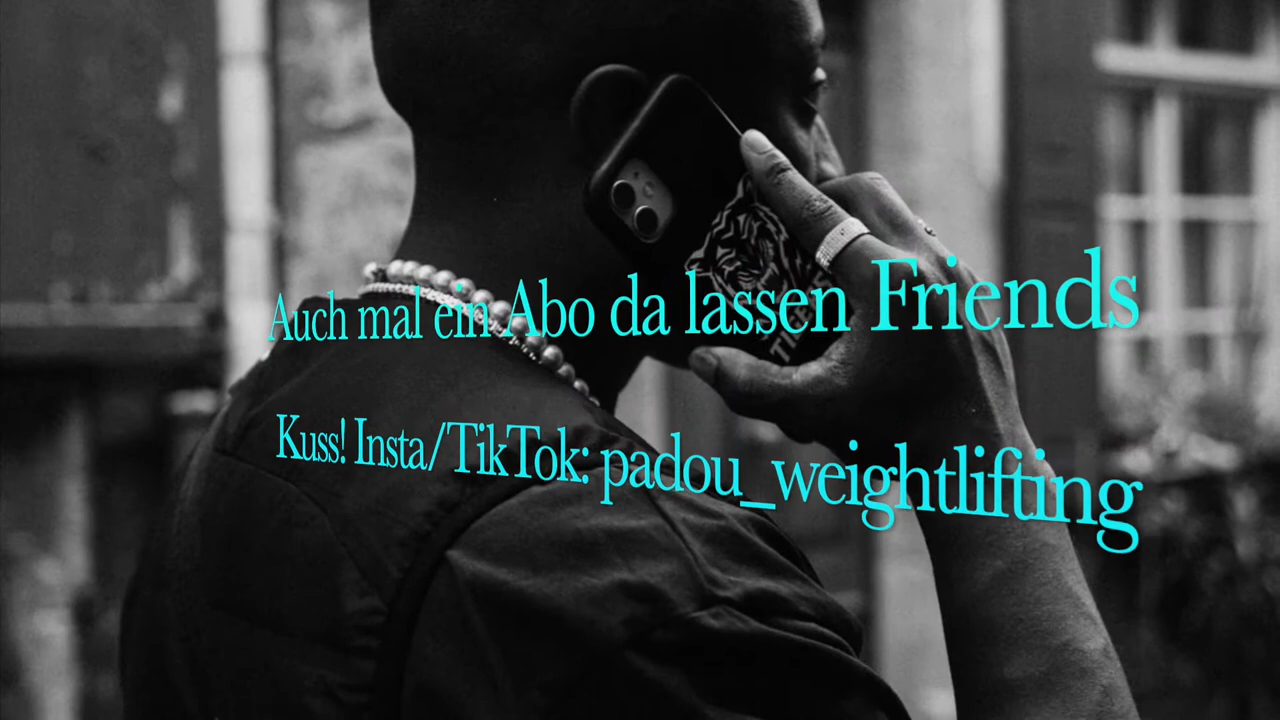 Auch mal ein Abo da lassen Friends
Kuss! Insta/TikTok: padou_weightlifting